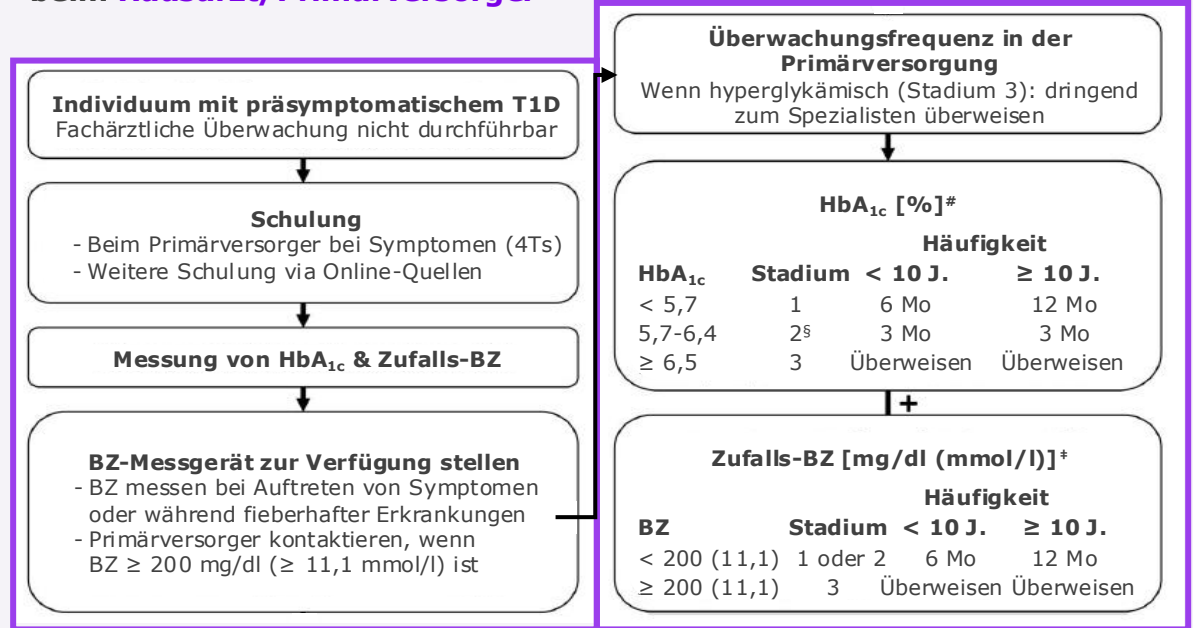 beim Hausarzt/Primärversorger
Individuum mit präsymptomatischem T1D
Fachärztliche Überwachung nicht durchführbar
Schulung
- Beim Primärversorger bei Symptomen (4Ts)
- Weitere Schulung via Online-Quellen
Messung von HbA1c & Zufalls-BZ
BZ-Messgerät zur Verfügung stellen
- BZ messen bei Auftreten von Symptomen
oder während fieberhafter Erkrankungen
- Primärversorger kontaktieren, wenn
BZ ≥ 200 mg/dl (≥ 11,1 mmol/l) ist
Überwachungsfrequenz in der
Primärversorgung
Wenn hyperglykämisch (Stadium 3): dringend
zum Spezialisten überweisen
HbA1c [%]#
Häufigkeit
HbA1c Stadium < 10 J. ≥ 10 J.
< 5,7 1 6 Mo 12 Mo
5,7-6,4 2§ 3 Mo 3 Mo
≥ 6,5 3 Überweisen Überweisen
+
Zufalls-BZ [mg/dl (mmol/l)]‡
Häufigkeit
BZ Stadium < 10 J. ≥ 10 J.
< 200 (11,1) 1 oder 2 6 Mo 12 Mo
≥ 200 (11,1) 3 Überweisen Überweisen